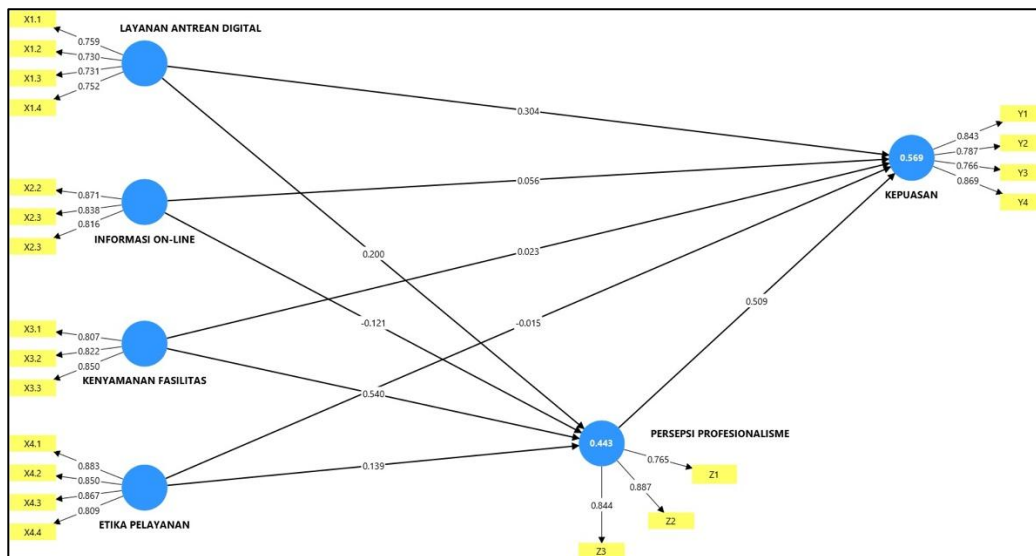 X1.1
X1.2
X1.3
X1.4
0.759
0.730
0.731
0.752
LAYANAN ANTREAN DIGITAL
0.304
0.200
X2.2
X2.3
X2.3
0.871
0.838
0.816
INFORMASI ON-LINE
0.056
-0.121
X3.1
X3.2
X3.3
0.807
0.822
0.850
KENYAMANAN FASILITAS
0.023
0.540
X4.1
X4.2
X4.3
X4.4
0.883
0.850
0.867
0.809
ETIKA PELAYANAN
-0.015
0.139
0.443
PERSEPSI PROFESIONALISME
0.765
0.887
0.844
Z1
Z2
Z3
0.509
0.569
KEPUASAN
0.843
0.787
0.766
0.869
Y1
Y2
Y3
Y4